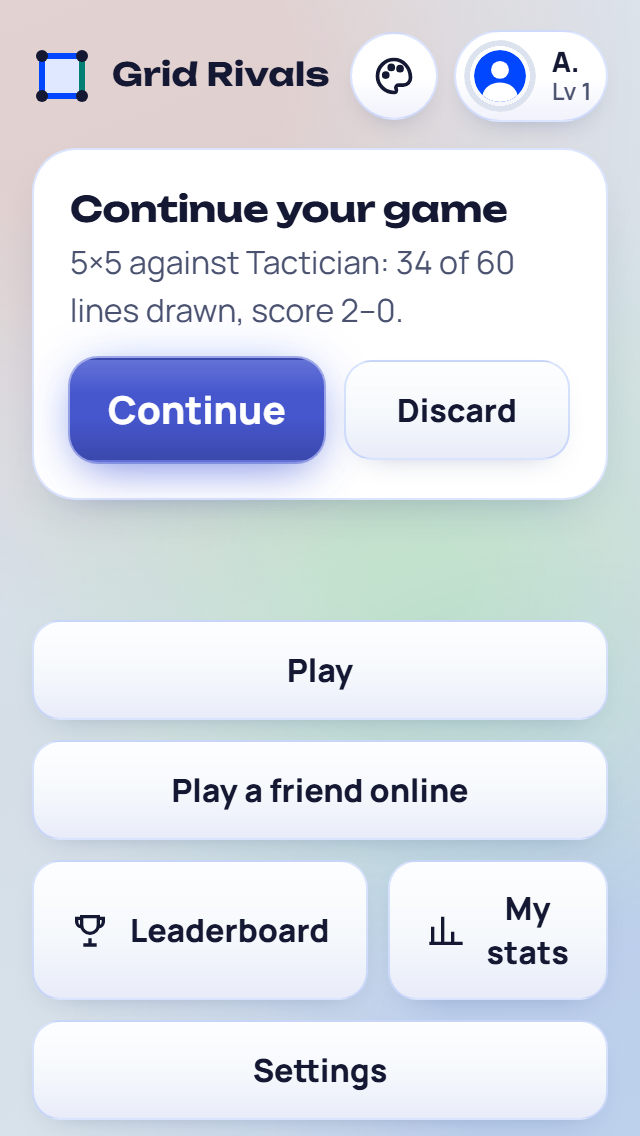 Grid Rivals
A.
Lv 1
Continue your game
5×5 against Tactician: 34 of 60
lines drawn, score 2–0.
Continue
Discard
Play
Play a friend online
Leaderboard
My
stats
Settings